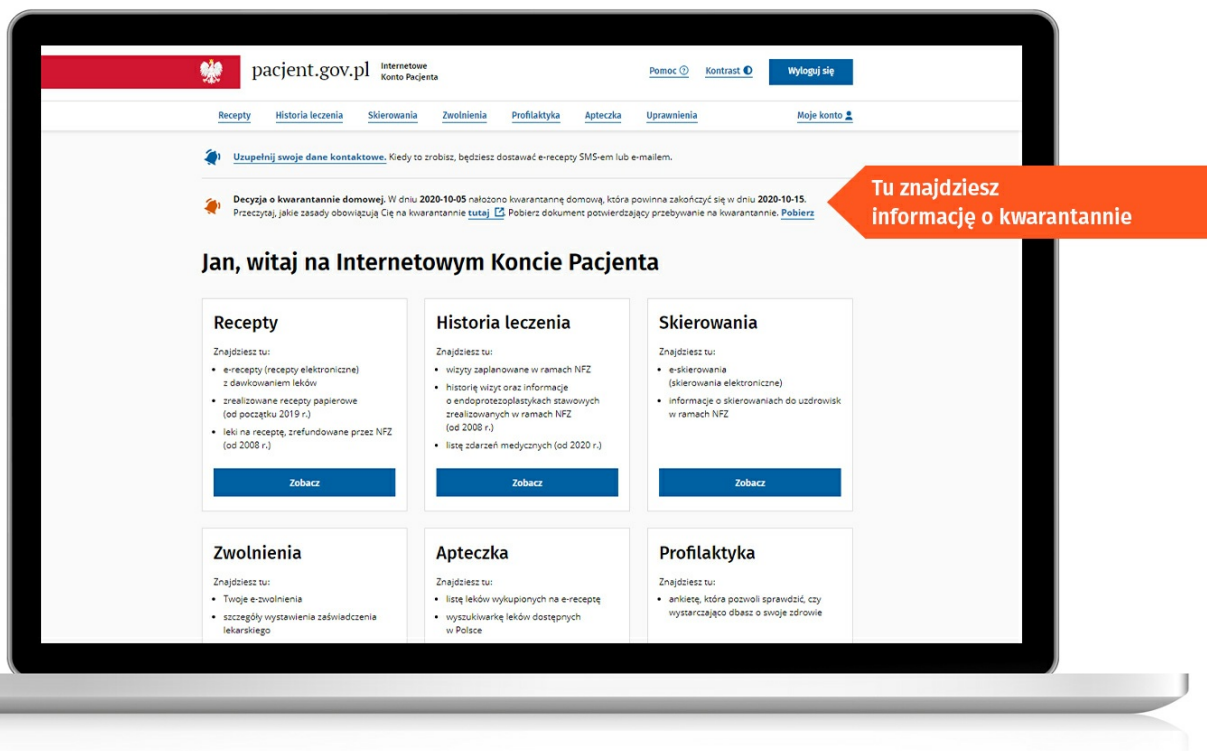 pacjent.gov.pl
Internetowe
Konto Pacjenta
Pomoc
Kontrast
Wyloguj się
Recepty
Historia leczenia
Skierowania
Zwolnienia
Profilaktyka
Apteczka
Uprawnienia
Moje konto
Uzupełnij swoje dane kontaktowe. Kiedy to zrobisz, będziesz dostawać e-recepty SMS-em lub e-mailem.
Decyzja o kwarantannie domowej. W dniu 2020-10-05 nałożono kwarantannę domową, która powinna zakończyć się w dniu 2020-10-15.
Przeczytaj, jakie zasady obowiązują Cię na kwarantannie tutaj Pobierz dokument potwierdzający przebywanie na kwarantannie. Pobierz
Tu znajdziesz
informację o kwarantannie
Jan, witaj na Internetowym Koncie Pacjenta
Recepty
Znajdziesz tu:
• e-recepty (recepty elektroniczne)
z dawkowaniem leków
• zrealizowane recepty papierowe
(od początku 2019 r.)
• leki na receptę, zrefundowane przez NFZ
(od 2008 r.)
Zobacz
Historia leczenia
Znajdziesz tu:
• wizyty zaplanowane w ramach NFZ
• historię wizyt oraz informacje
o endoprotezoplastykach stawowych
zrealizowanych w ramach NFZ
(od 2008 r.)
• listę zdarzeń medycznych (od 2020 r.)
Zobacz
Skierowania
Znajdziesz tu:
• e-skierowania
(skierowania elektroniczne)
• informacje o skierowaniach do uzdrowisk
w ramach NFZ
Zobacz
Zwolnienia
Znajdziesz tu:
• Twoje e-zwolnienia
• szczegóły wystawienia zaświadczenia
lekarskiego
Apteczka
Znajdziesz tu:
• listę leków wykupionych na e-receptę
• wyszukiwarkę leków dostępnych
w Polsce
Profilaktyka
Znajdziesz tu:
• ankietę, która pozwoli sprawdzić, czy
wystarczająco dbasz o swoje zdrowie